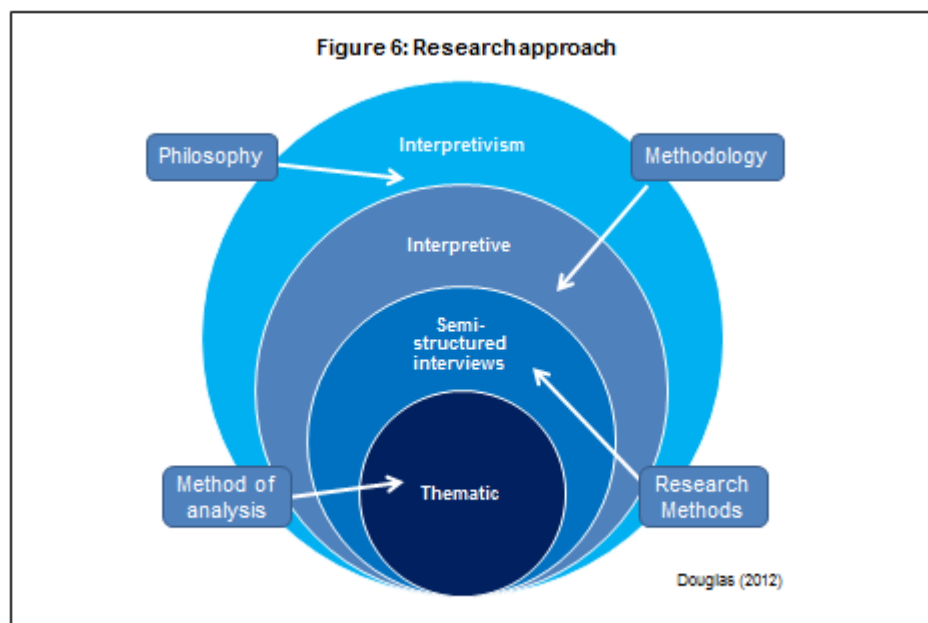 Figure 6: Research approach
Interpretivism
Philosophy
Methodology
Interpretive
Semi-
structured
interviews
Method of
analysis
Thematic
Research
Methods
Douglas (2012)